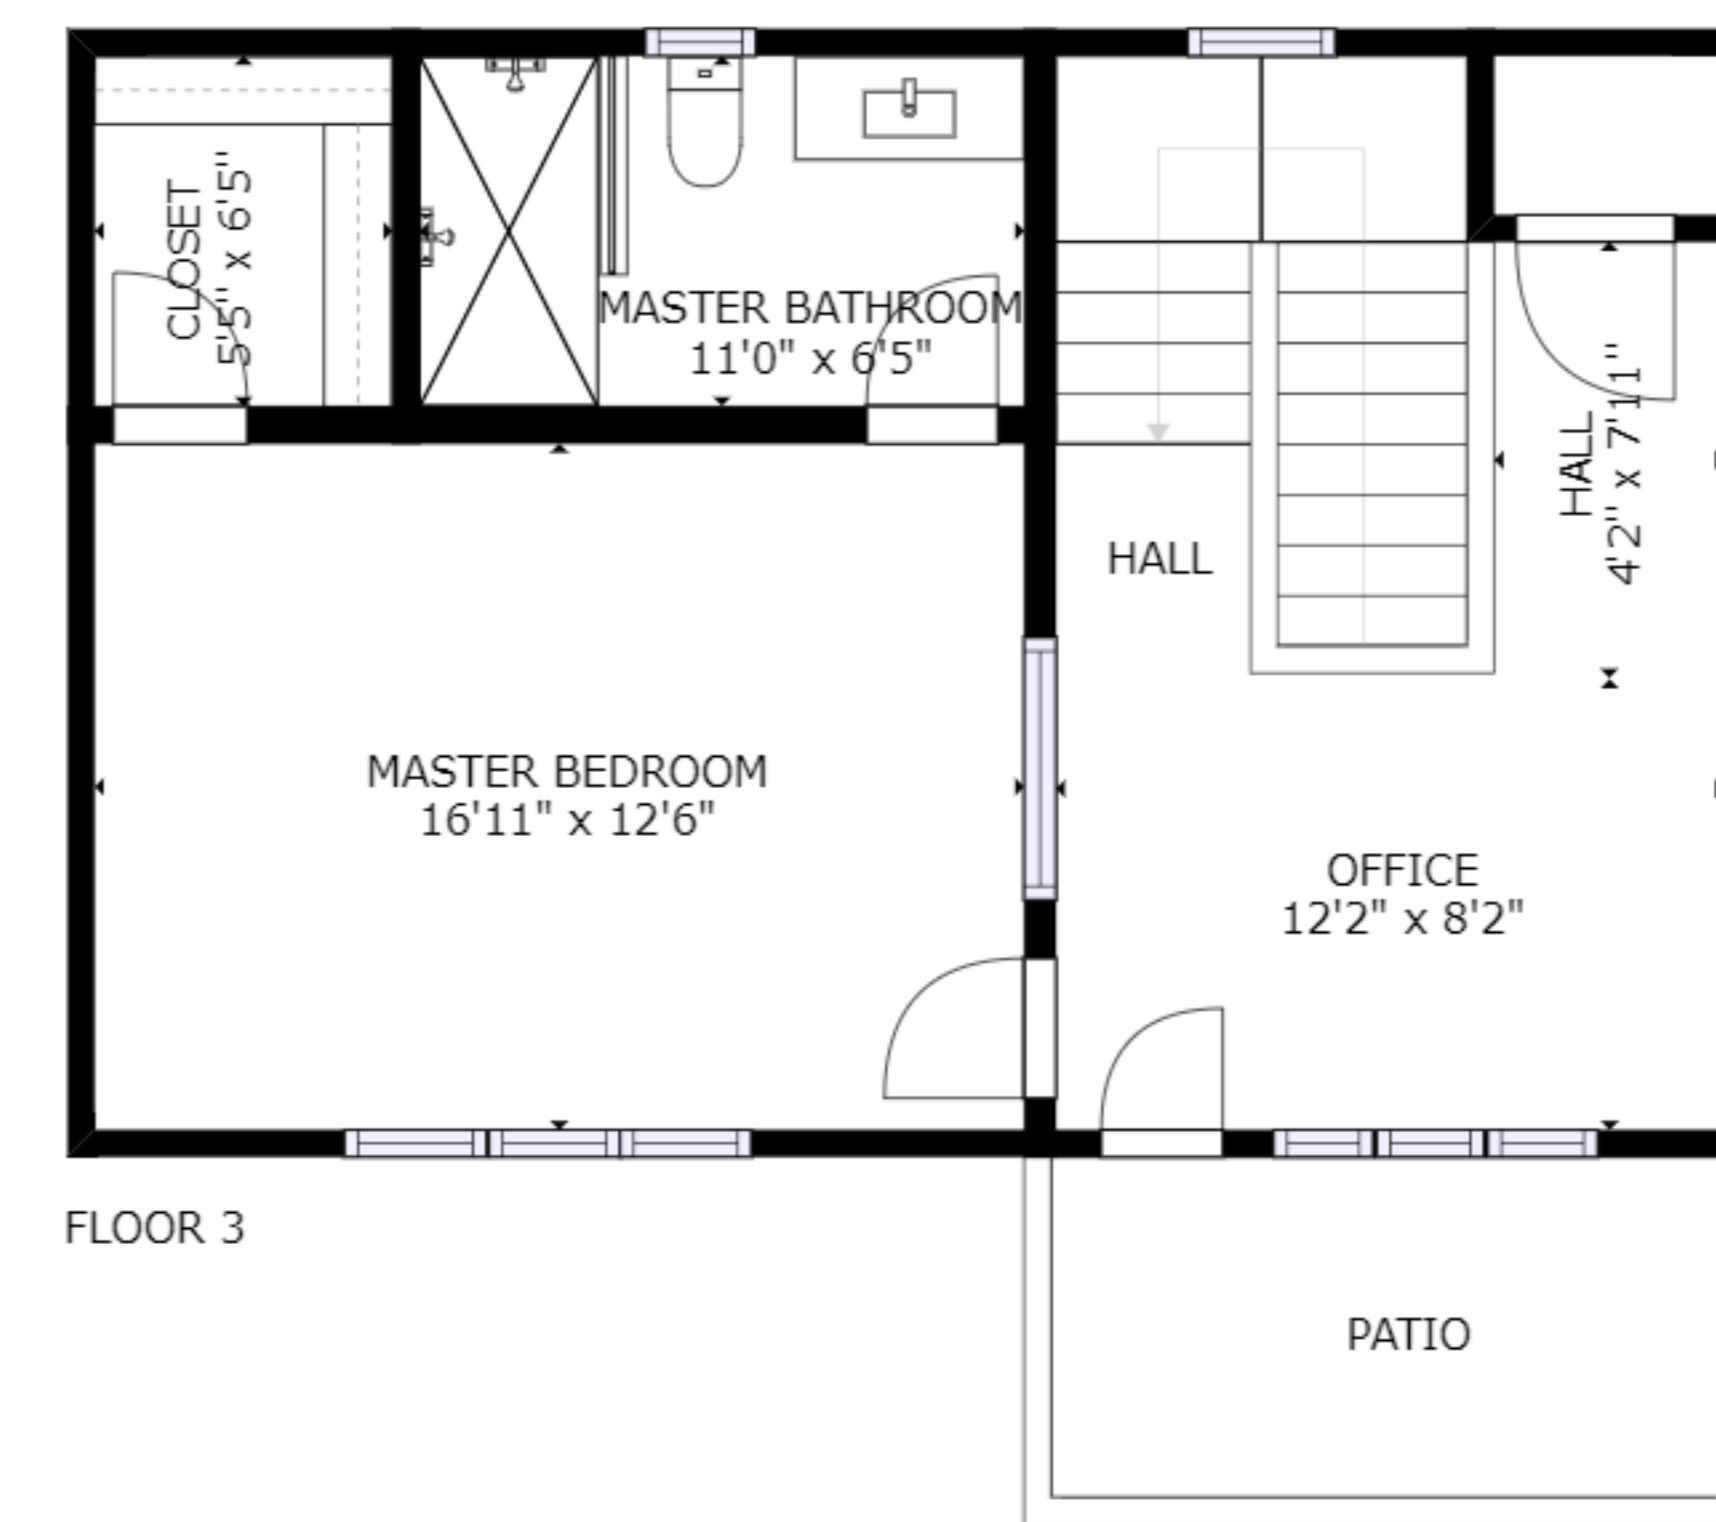 CLOSET
5'5" x 6'5"
MASTER BATHROOM
11'0" x 6'5"
HALL
4'2" x 7'11"
HALL
MASTER BEDROOM
16'11" x 12'6"
OFFICE
12'2" x 8'2"
FLOOR 3
PATIO